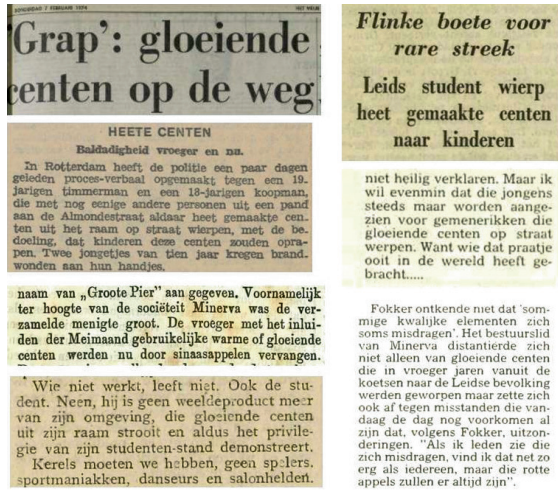 DONDERDAG 7 FEBRUARI 1974
'Grap': gloeiende
centen op de weg
HEETE CENTEN
Baldadigheid vroeger en nu.
In Rotterdam heeft de politie een paar dagen
geleden proces-verbaal opgemaakt tegen een 19-
jarigen timmerman en een 18-jarigen koopman,
die met nog eenige andere personen uit een pand
aan de Almondestraat aldaar heet gemaakte cen-
ten uit het raam op straat wierpen, met de be-
doeling, dat kinderen deze centen zouden opra-
pen. Twee jongetjes van tien jaar kregen brand-
wonden aan hun handjes.
naam van „Groote Pier" aan gegeven. Voornamelijk
ter hoogte van de sociëteit Minerva was de ver-
zamelde menigte groot. De vroeger met het inlui-
den der Meimaand gebruikelijke warme of gloeiende
centen werden nu door sinaasappelen vervangen.
Wie niet werkt, leeft niet. Ook de stu-
dent. Neen, hij is geen weeldeproduct meer
van zijn omgeving, die gloeiende centen
uit zijn raam strooit en aldus het privile-
gie van zijn studenten-stand demonstreert.
Kerels moeten we hebben, geen spelers.
sportmaniakken, danseurs en salonhelden.
Flinke boete voor
rare streek
Leids student wierp
heet gemaakte centen
naar kinderen
niet heilig verklaren. Maar ik
wil evenmin dat die jongens
steeds maar worden aange-
zien voor gemenerikken die
gloeiende centen op straat
werpen. Want wie dat praatje
ooit in de wereld heeft ge-
bracht.....
Fokker ontkende niet dat 'som-
mige kwalijke elementen zich
soms misdragen'. Het bestuurslid
van Minerva distantieerde zich
niet alleen van gloeiende centen
die in vroeger jaren vanuit de
koetsen naar de Leidse bevolking
werden geworpen maar zette zich
ook af tegen misstanden die van-
daag de dag nog voorkomen al
zijn dat, volgens Fokker, uitzon-
deringen. "Als ik leden zie die
zich misdragen, vind ik dat net zo
erg als iedereen, maar die rotte
appels zullen er altijd zijn".